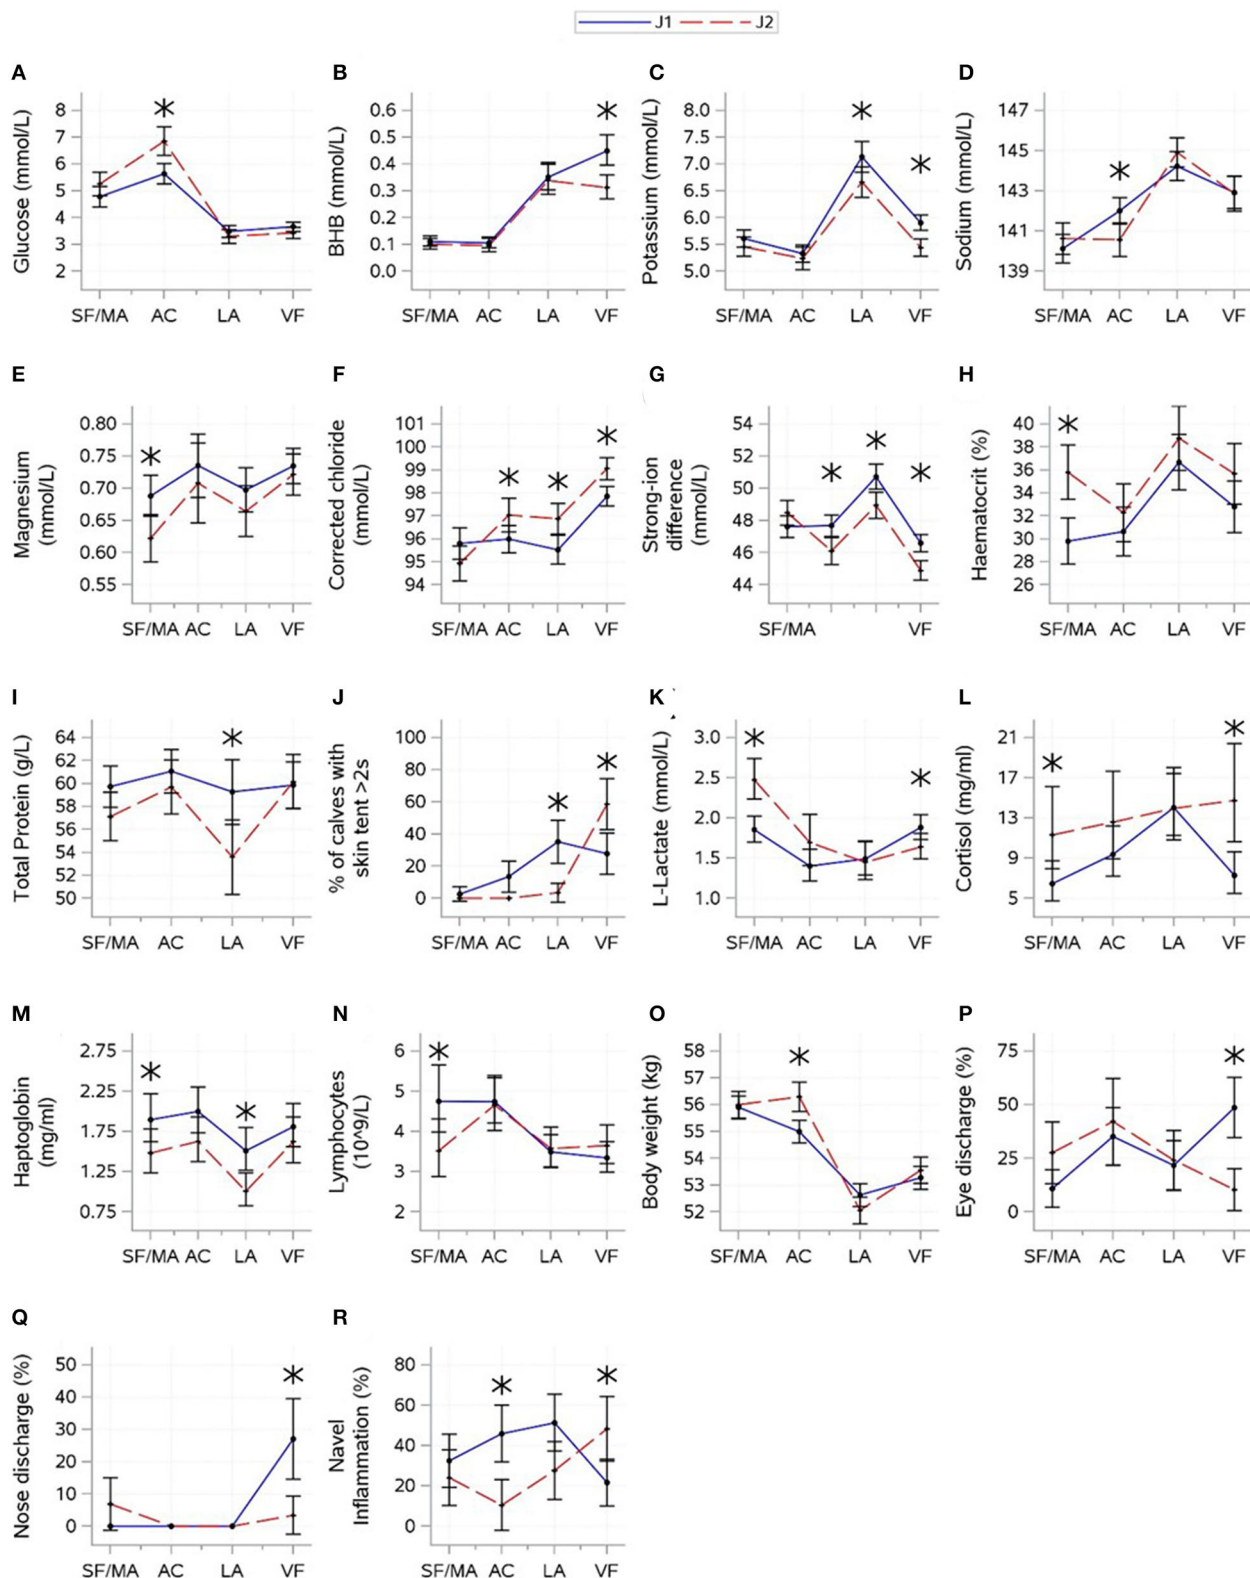 J1 J2
A B C D
Glucose (mmol/L)
8
7
6
5
4
3
2
SF/MA AC LA VF
BHB (mmol/L)
0.6
0.5
0.4
0.3
0.2
0.1
0.0
SF/MA AC LA VF
Potassium (mmol/L)
8.0
7.5
7.0
6.5
6.0
5.5
5.0
SF/MA AC LA VF
Sodium (mmol/L)
147
145
143
141
139
SF/MA AC LA VF
E F G H
Magnesium
(mmol/L)
0.80
0.75
0.70
0.65
0.60
0.55
SF/MA AC LA VF
Corrected chloride
(mmol/L)
101
100
99
98
97
96
95
94
SF/MA AC LA VF
Strong-ion
difference
(mmol/L)
54
52
50
48
46
44
SF/MA VF
Haematocrit (%)
40
38
36
34
32
30
28
26
SF/MA AC LA VF
I J K L
Total Protein (g/L)
64
62
60
58
56
54
52
50
SF/MA AC LA VF
% of calves with
skin tent >2s
100
80
60
40
20
0
SF/MA AC LA VF
L-Lactate (mmol/L)
3.0
2.5
2.0
1.5
1.0
SF/MA AC LA VF
Cortisol (mg/ml)
21
17
13
9
5
SF/MA AC LA VF
M N O P
Haptoglobin
(mg/ml)
2.75
2.25
1.75
1.25
0.75
SF/MA AC LA VF
Lymphocytes
(10^9/L)
6
5
4
3
2
SF/MA AC LA VF
Body weight (kg)
58
57
56
55
54
53
52
SF/MA AC LA VF
Eye discharge (%)
75
50
25
0
SF/MA AC LA VF
Q R
Nose discharge (%)
50
40
30
20
10
0
SF/MA AC LA VF
Navel
Inflammation (%)
80
60
40
20
0
SF/MA AC LA VF